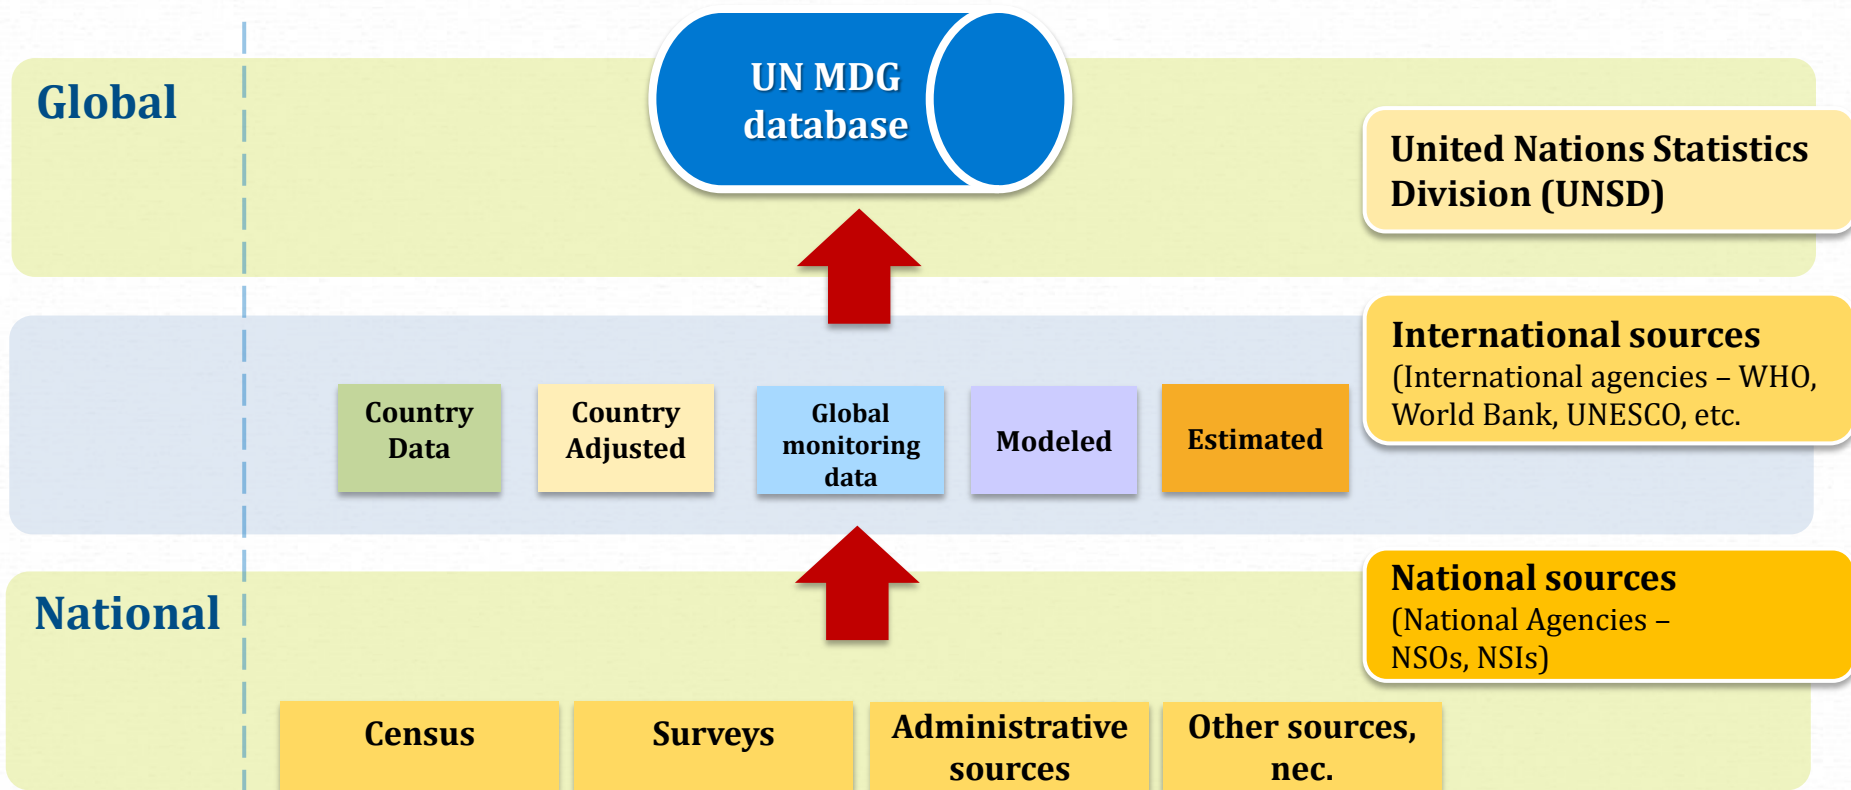 Global
UN MDG
database
United Nations Statistics
Division (UNSD)
International sources
(International agencies – WHO,
World Bank, UNESCO, etc.
Country
Data
Country
Adjusted
Global
monitoring
data
Modeled
Estimated
National
National sources
(National Agencies –
NSOs, NSIs)
Census
Surveys
Administrative
sources
Other sources,
nec.